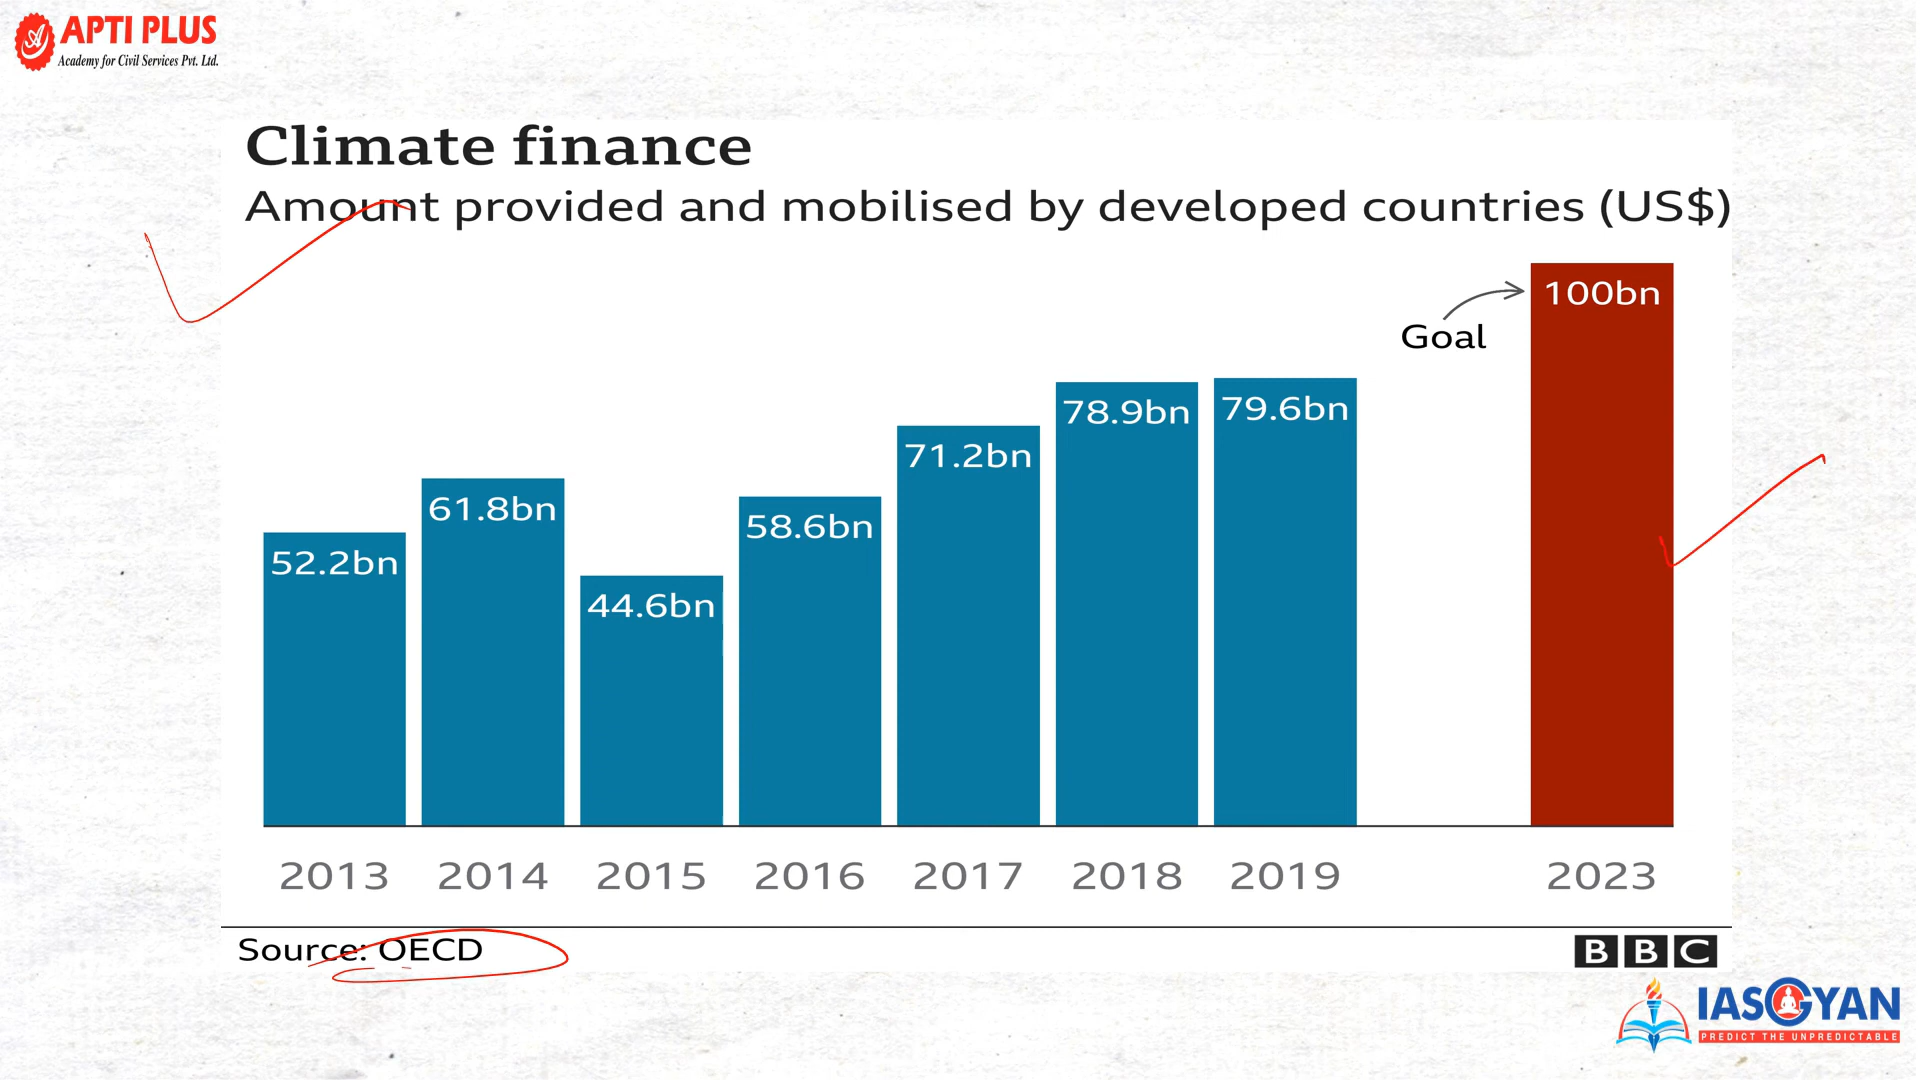 APTI PLUS
Academy for Civil Services Pvt. Ltd.
Climate finance
Amount provided and mobilised by developed countries (US$)
100bn
Goal
78.9bn
79.6bn
71.2bn
61.8bn
58.6bn
52.2bn
44.6bn
2013
2014
2015
2016
2017
2018
2019
2023
Source: OECD
BBC
IASGYAN
PREDICT THE UNPREDICTABLE